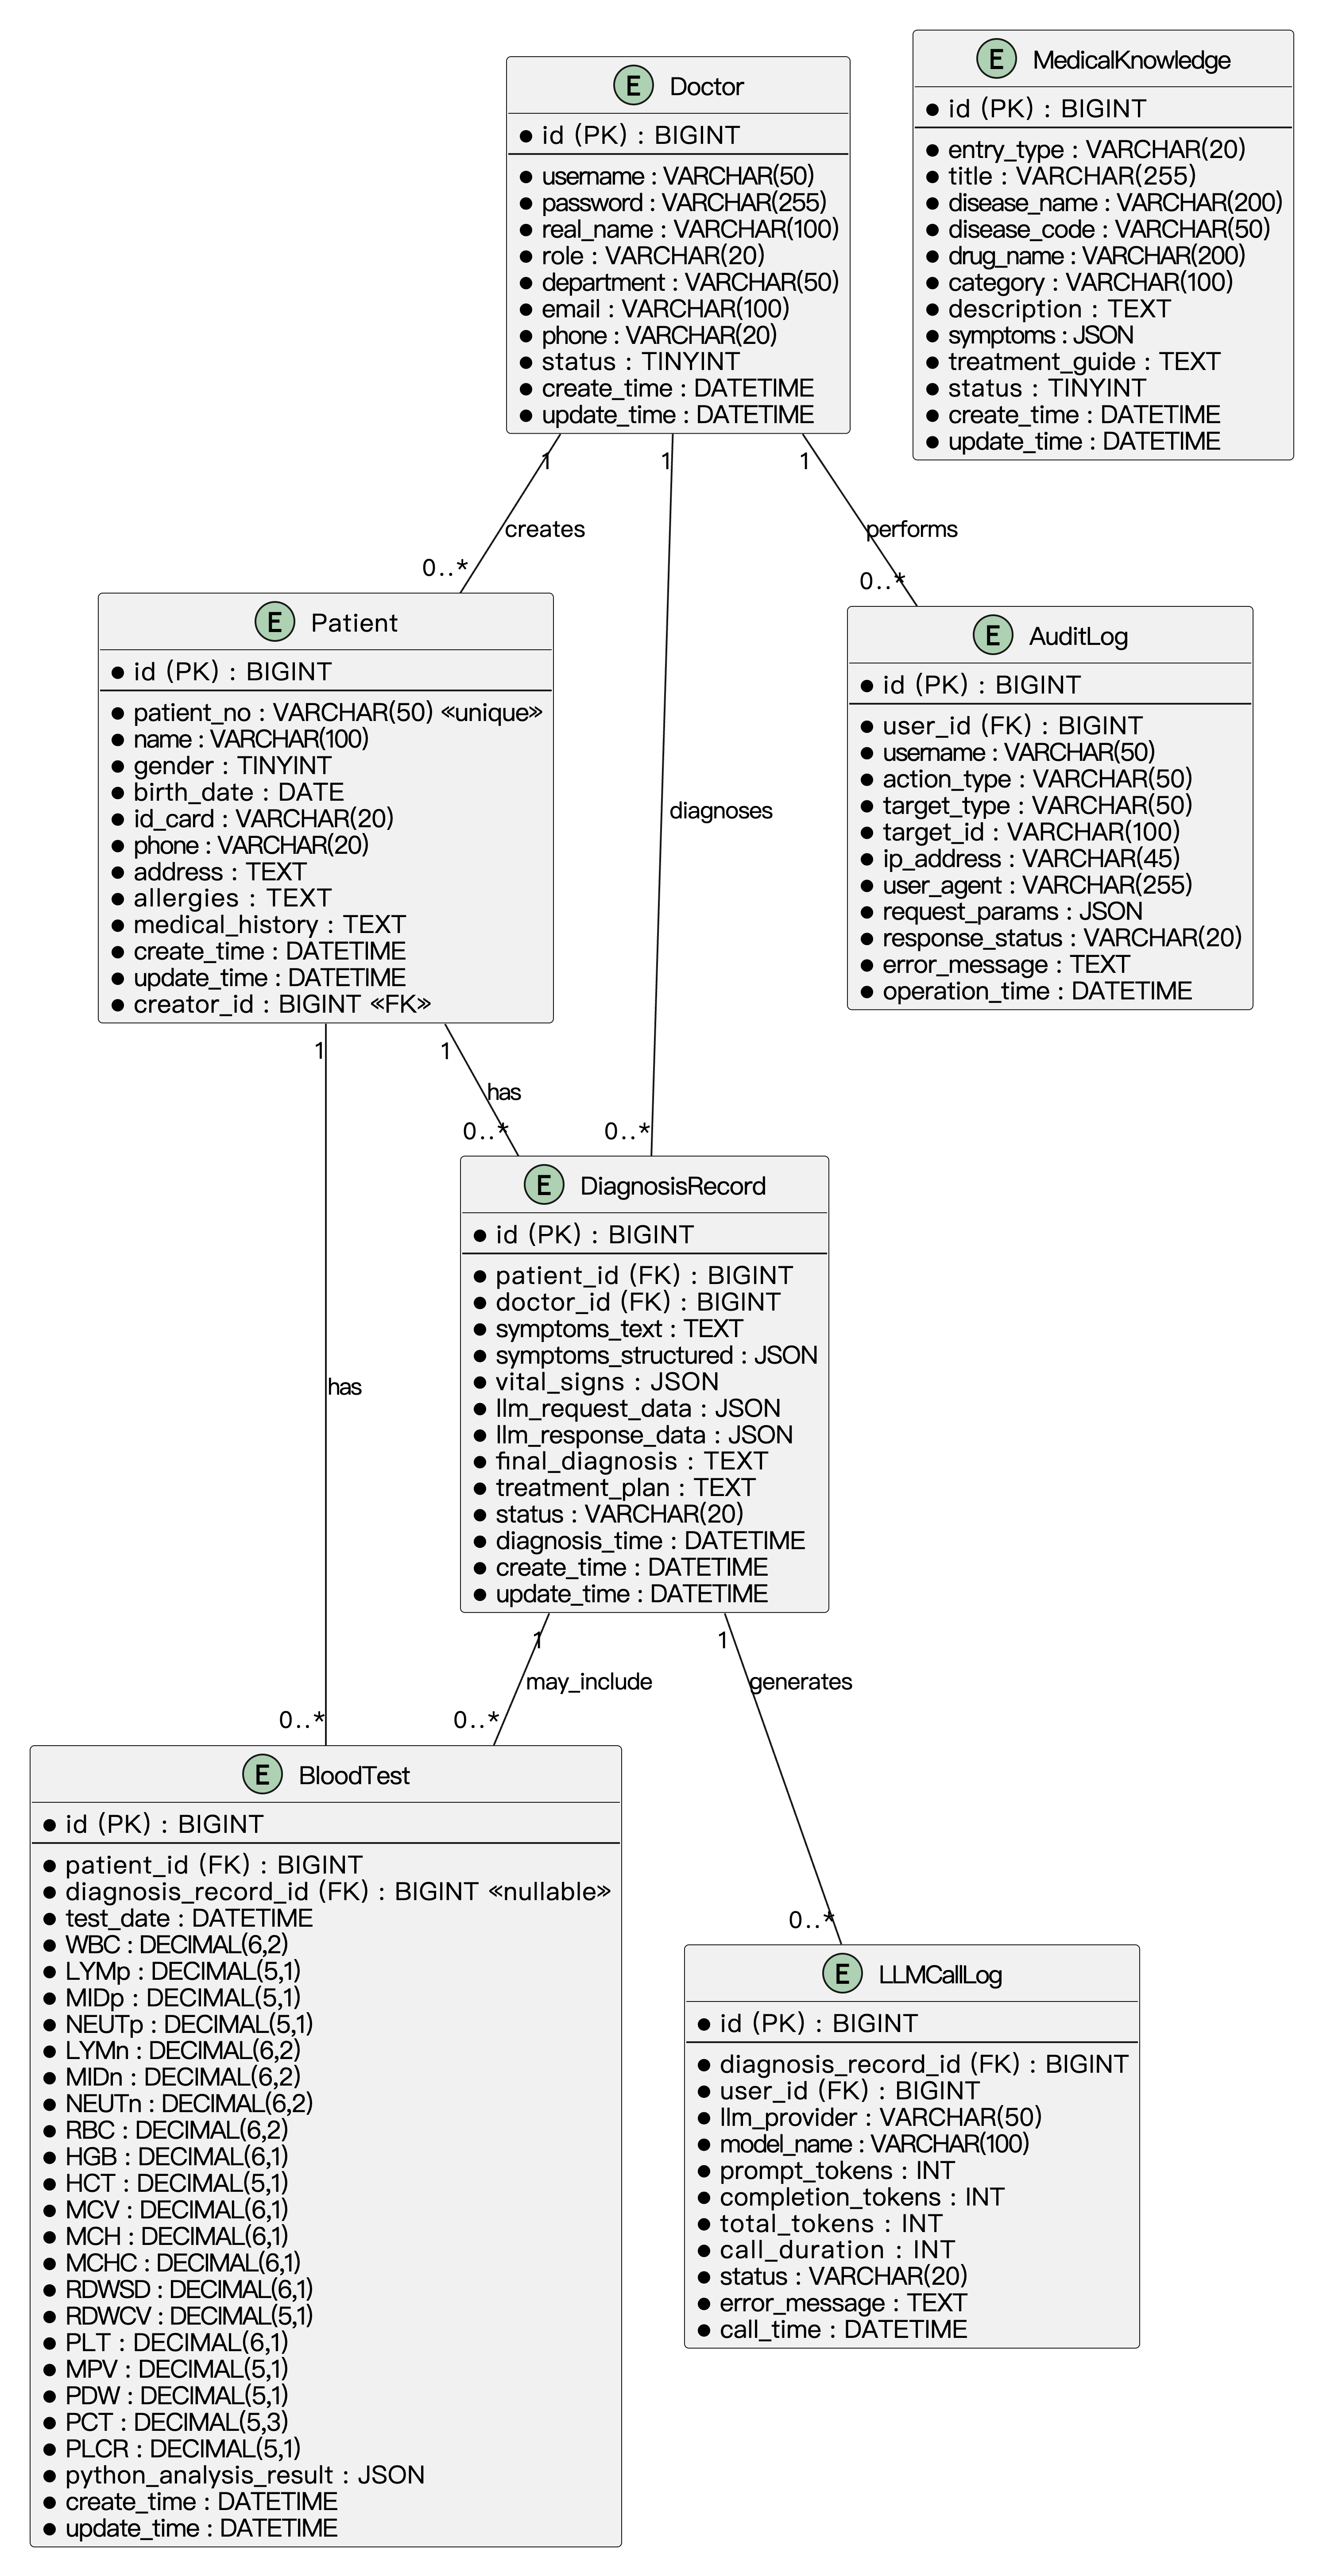 E Doctor
id (PK) : BIGINT
username : VARCHAR(50)
password : VARCHAR(255)
real_name : VARCHAR(100)
role : VARCHAR(20)
department : VARCHAR(50)
email : VARCHAR(100)
phone : VARCHAR(20)
status : TINYINT
create_time : DATETIME
update_time : DATETIME
E MedicalKnowledge
id (PK) : BIGINT
entry_type : VARCHAR(20)
title : VARCHAR(255)
disease_name : VARCHAR(200)
disease_code : VARCHAR(50)
drug_name : VARCHAR(200)
category : VARCHAR(100)
description : TEXT
symptoms : JSON
treatment_guide : TEXT
status : TINYINT
create_time : DATETIME
update_time : DATETIME
1
1
1
creates
performs
0..*
0..*
E Patient
id (PK) : BIGINT
patient_no : VARCHAR(50) «unique»
name : VARCHAR(100)
gender : TINYINT
birth_date : DATE
id_card : VARCHAR(20)
phone : VARCHAR(20)
address : TEXT
allergies : TEXT
medical_history : TEXT
create_time : DATETIME
update_time : DATETIME
creator_id : BIGINT «FK»
diagnoses
E AuditLog
id (PK) : BIGINT
user_id (FK) : BIGINT
username : VARCHAR(50)
action_type : VARCHAR(50)
target_type : VARCHAR(50)
target_id : VARCHAR(100)
ip_address : VARCHAR(45)
user_agent : VARCHAR(255)
request_params : JSON
response_status : VARCHAR(20)
error_message : TEXT
operation_time : DATETIME
1
1
has
0..*
0..*
E DiagnosisRecord
id (PK) : BIGINT
patient_id (FK) : BIGINT
doctor_id (FK) : BIGINT
symptoms_text : TEXT
symptoms_structured : JSON
vital_signs : JSON
llm_request_data : JSON
llm_response_data : JSON
final_diagnosis : TEXT
treatment_plan : TEXT
status : VARCHAR(20)
diagnosis_time : DATETIME
create_time : DATETIME
update_time : DATETIME
has
1
1
may_include
generates
0..*
0..*
0..*
E BloodTest
id (PK) : BIGINT
patient_id (FK) : BIGINT
diagnosis_record_id (FK) : BIGINT «nullable»
test_date : DATETIME
WBC : DECIMAL(6,2)
LYMp : DECIMAL(5,1)
MIDp : DECIMAL(5,1)
NEUTp : DECIMAL(5,1)
LYMn : DECIMAL(6,2)
MIDn : DECIMAL(6,2)
NEUTn : DECIMAL(6,2)
RBC : DECIMAL(6,2)
HGB : DECIMAL(6,1)
HCT : DECIMAL(5,1)
MCV : DECIMAL(6,1)
MCH : DECIMAL(6,1)
MCHC : DECIMAL(6,1)
RDWSD : DECIMAL(6,1)
RDWCV : DECIMAL(5,1)
PLT : DECIMAL(6,1)
MPV : DECIMAL(5,1)
PDW : DECIMAL(5,1)
PCT : DECIMAL(5,3)
PLCR : DECIMAL(5,1)
python_analysis_result : JSON
create_time : DATETIME
update_time : DATETIME
E LLMCallLog
id (PK) : BIGINT
diagnosis_record_id (FK) : BIGINT
user_id (FK) : BIGINT
llm_provider : VARCHAR(50)
model_name : VARCHAR(100)
prompt_tokens : INT
completion_tokens : INT
total_tokens : INT
call_duration : INT
status : VARCHAR(20)
error_message : TEXT
call_time : DATETIME